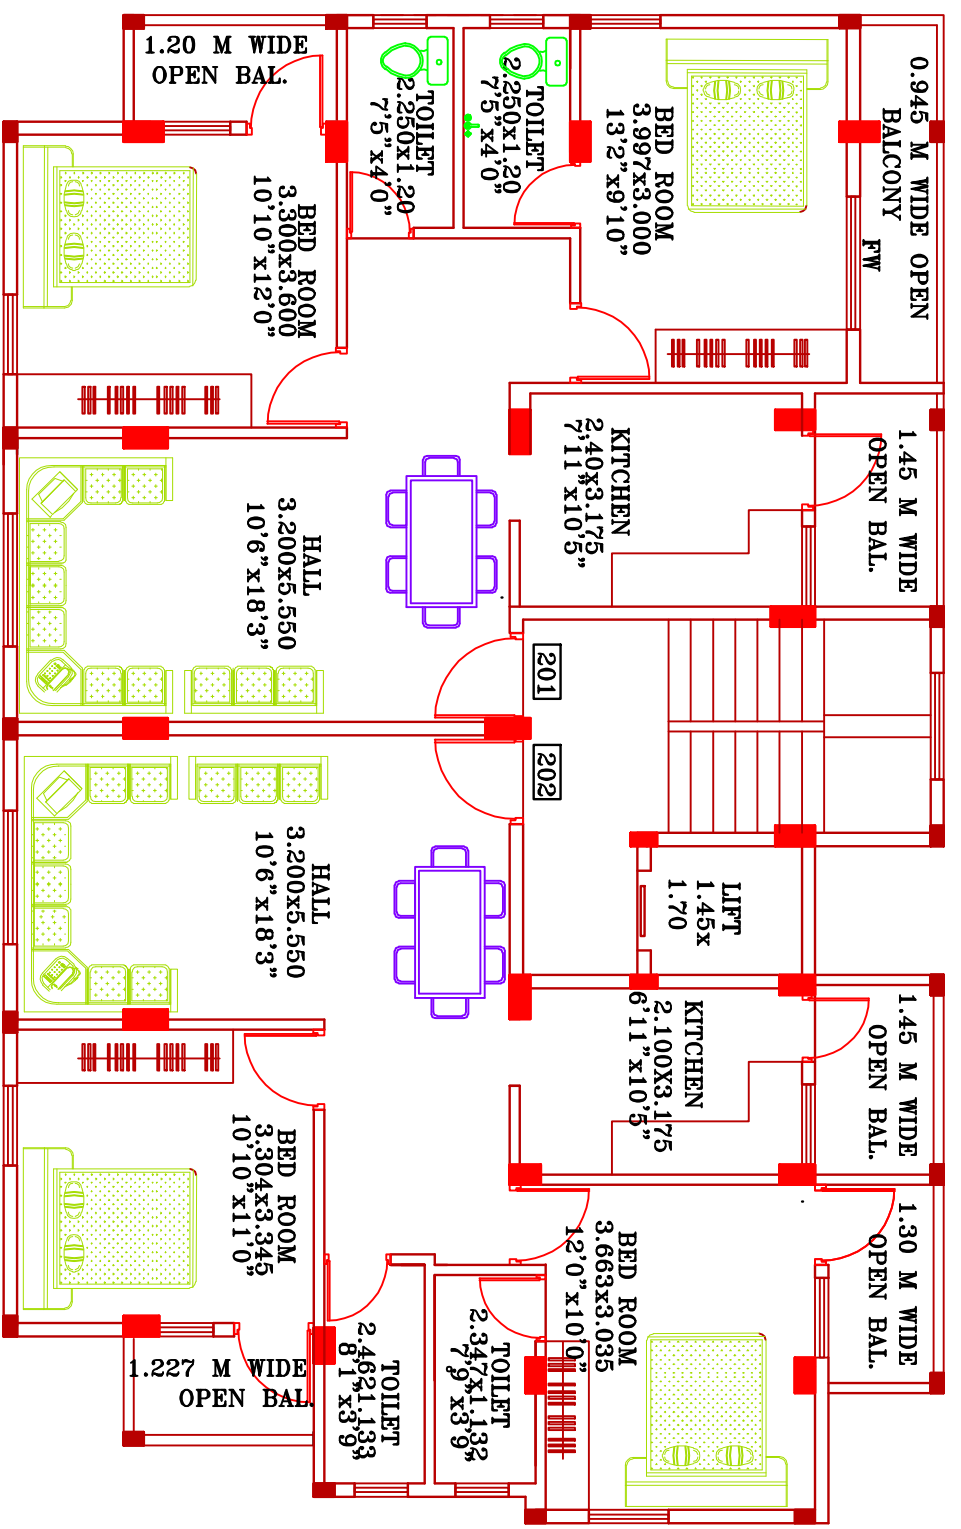 1.20 M WIDE
OPEN BAL.
TOILET
2.250x1.20
7'5"x4'0"
TOILET
2.250x1.20
7'5"x4'0"
BED ROOM
3.997x3.000
13'2"x9'10"
0.945 M WIDE OPEN
BALCONY
FW
BED ROOM
3.300x3.600
10'10"x12'0"
KITCHEN
2.40x3.175
7'11"x10'5"
1.45 M WIDE
OPEN BAL.
HALL
3.200x5.550
10'6"x18'3"
201
202
HALL
3.200x5.550
10'6"x18'3"
LIFT
1.45x
1.70
KITCHEN
2.100X3.175
6'11"x10'5"
1.45 M WIDE
OPEN BAL.
BED ROOM
3.304x3.345
10'10"x11'0"
BED ROOM
3.663x3.035
12'0"x10'0"
1.30 M WIDE
OPEN BAL.
1.227 M WIDE
OPEN BAL.
TOILET
2.4621.133
8'1"x3'9"
TOILET
2.347x1.132
7'9"x3'9"